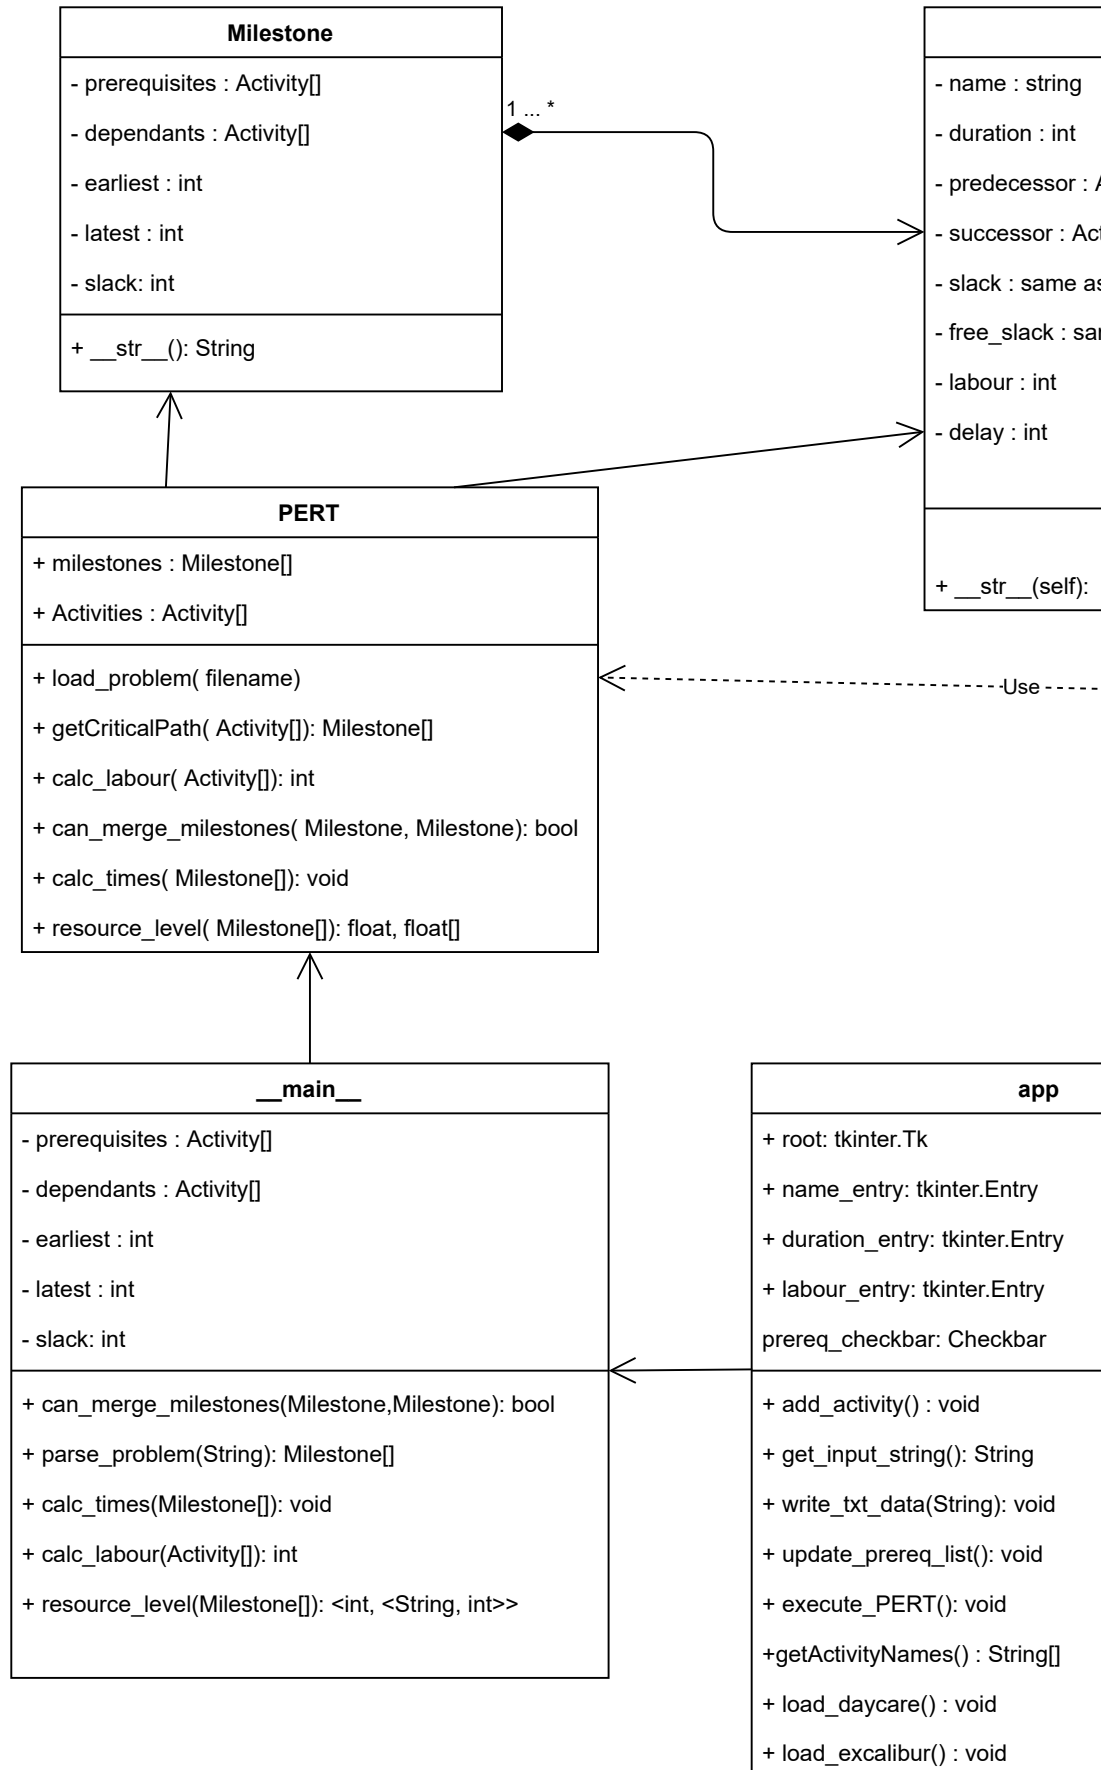 Milestone
- prerequisites : Activity[]
- dependants : Activity[]
- earliest : int
- latest : int
- slack: int
+ __str__(): String
1 ... *
- name : string
- duration : int
- predecessor :
- successor :
- slack : same
- free_slack :
- labour : int
- delay : int
+ __str__(self):
PERT
+ milestones : Milestone[]
+ Activities : Activity[]
+ load_problem( filename)
+ getCriticalPath( Activity[]): Milestone[]
+ calc_labour( Activity[]): int
+ can_merge_milestones( Milestone, Milestone): bool
+ calc_times( Milestone[]): void
+ resource_level( Milestone[]): float, float[]
Use
__main__
- prerequisites : Activity[]
- dependants : Activity[]
- earliest : int
- latest : int
- slack: int
+ can_merge_milestones(Milestone,Milestone): bool
+ parse_problem(String): Milestone[]
+ calc_times(Milestone[]): void
+ calc_labour(Activity[]): int
+ resource_level(Milestone[]): <int, <String, int>>
app
+ root: tkinter.Tk
+ name_entry: tkinter.Entry
+ duration_entry: tkinter.Entry
+ labour_entry: tkinter.Entry
prereq_checkbar: Checkbar
+ add_activity() : void
+ get_input_string(): String
+ write_txt_data(String): void
+ update_prereq_list(): void
+ execute_PERT(): void
+getActivityNames() : String[]
+ load_daycare() : void
+ load_excalibur() : void